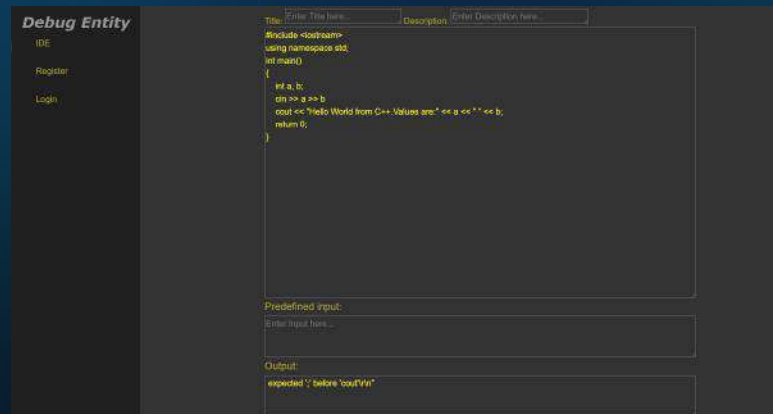 Debug Entity
IDE
Register
Login
Title: Enter Title here... Description: Enter Description here...
#include <iostream>
using namespace std;
int main()
{
int a, b;
cin >> a >> b
cout << "Hello World from C++.Values are:" << a << " " << b;
return 0;
}
Predefined input:
Enter Input here...
Output:
expected ';' before 'cout'\r\n"